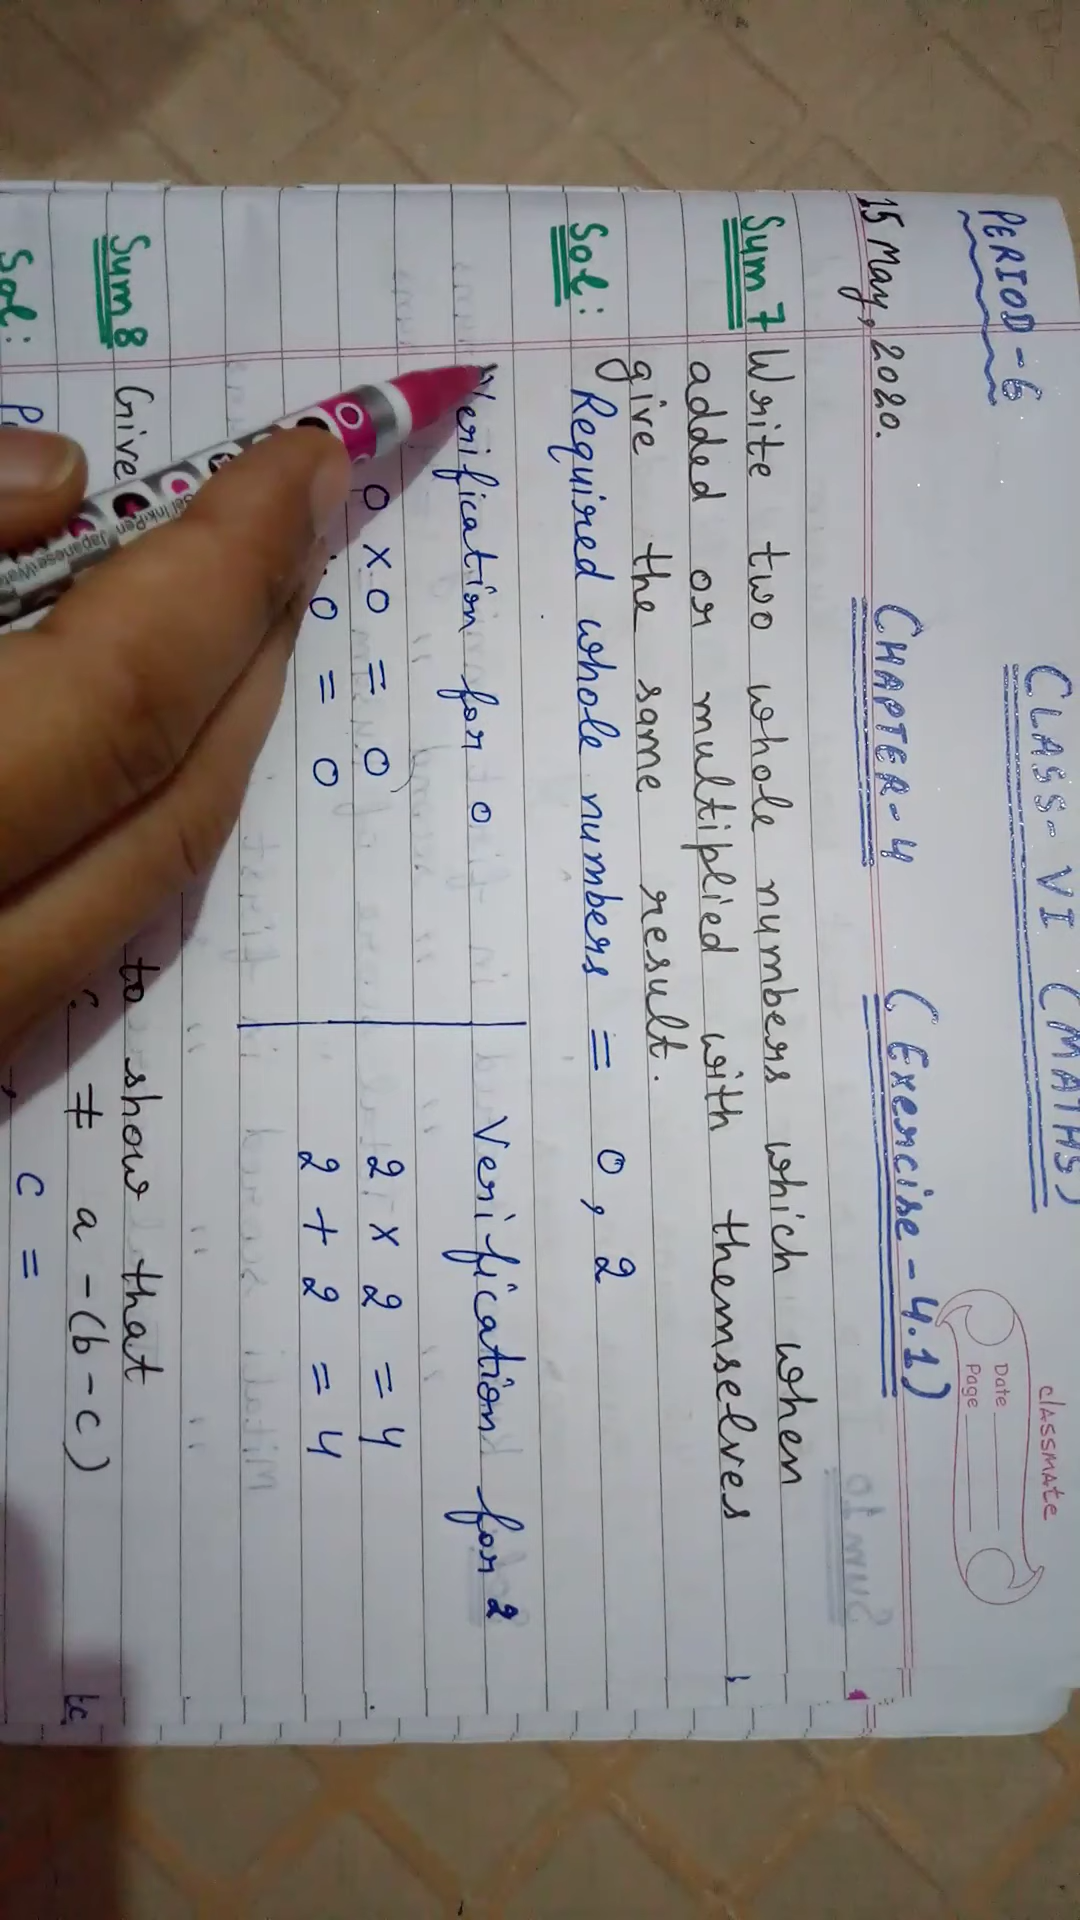 PERIOD-6
CLASS-VI (MATHS)
classmate
Date
Page
15 May, 2020.
CHAPTER-4 (Exercise-4.1)
Sum 7 Write two whole numbers which when
added or multiplied with themselves
give the same result.
Sol: Required whole numbers = 0, 2
Verification for 0 Verification for 2
0 × 0 = 0 2 × 2 = 4
0 = 0 2 + 2 = 4
Sum 8 Give to show that
≠ a - (b - c)
Sol: c =